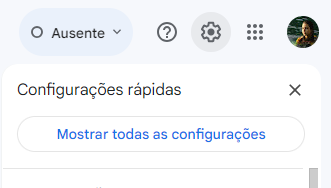 Ausente
Configurações rápidas
Mostrar todas as configurações